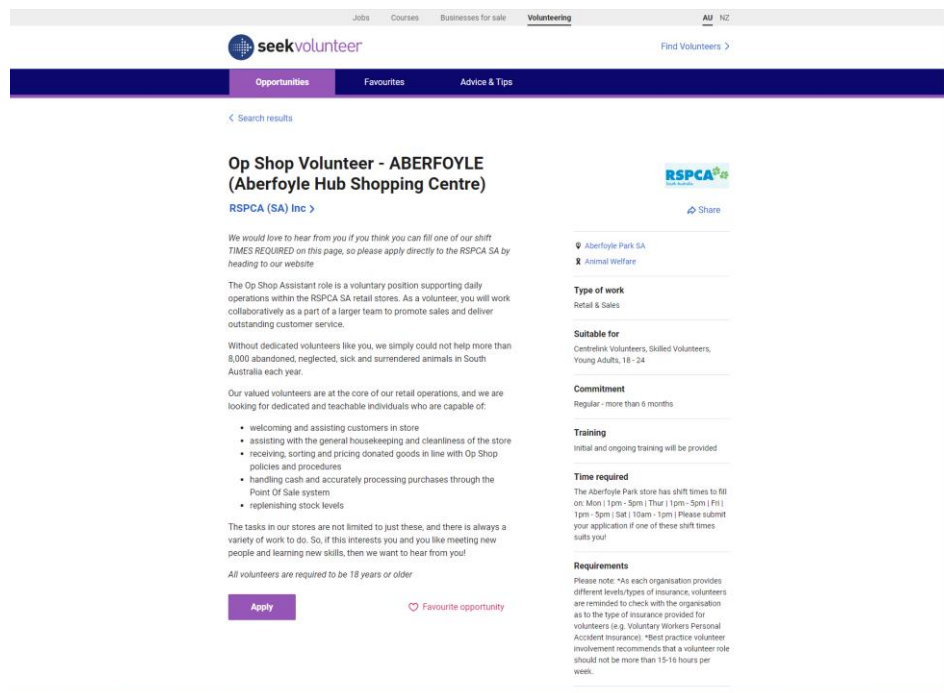 Jobs Courses Businesses for sale Volunteering AU NZ
seekvolunteer Find Volunteers >
Opportunities Favourites Advice & Tips
< Search results
Op Shop Volunteer - ABERFOYLE
(Aberfoyle Hub Shopping Centre)
RSPCA (SA) Inc >
We would love to hear from you if you think you can fill one of our shift
TIMES REQUIRED on this page, so please apply directly to the RSPCA SA by
heading to our website
The Op Shop Assistant role is a voluntary position supporting daily
operations within the RSPCA SA retail stores. As a volunteer, you will work
collaboratively as a part of a larger team to promote sales and deliver
outstanding customer service.
Without dedicated volunteers like you, we simply could not help more than
8,000 abandoned, neglected, sick and surrendered animals in South
Australia each year.
Our valued volunteers are at the core of our retail operations, and we are
looking for dedicated and teachable individuals who are capable of:
• welcoming and assisting customers in store
• assisting with the general housekeeping and cleanliness of the store
• receiving, sorting and pricing donated goods in line with Op Shop
policies and procedures
• handling cash and accurately processing purchases through the
Point Of Sale system
• replenishing stock levels
The tasks in our stores are not limited to just these, and there is always a
variety of work to do. So, if this interests you and you like meeting new
people and learning new skills, then we want to hear from you!
All volunteers are required to be 18 years or older
Apply Favourite opportunity
RSPCA
South Australia
Share
Aberfoyle Park SA
Animal Welfare
Type of work
Retail & Sales
Suitable for
Centrelink Volunteers, Skilled Volunteers,
Young Adults, 18 - 24
Commitment
Regular - more than 6 months
Training
Initial and ongoing training will be provided
Time required
The Aberfoyle Park store has shift times to fill
on: Mon | 1pm - 5pm | Thur | 1pm - 5pm | Fri |
1pm - 5pm | Sat | 10am - 1pm | Please submit
your application if one of these shift times
suits you!
Requirements
Please note: *As each organisation provides
different levels/types of insurance, volunteers
are reminded to check with the organisation
as to the type of insurance provided for
volunteers (e.g. Voluntary Workers Personal
Accident Insurance). *Best practice volunteer
involvement recommends that a volunteer role
should not be more than 15-16 hours per
week.